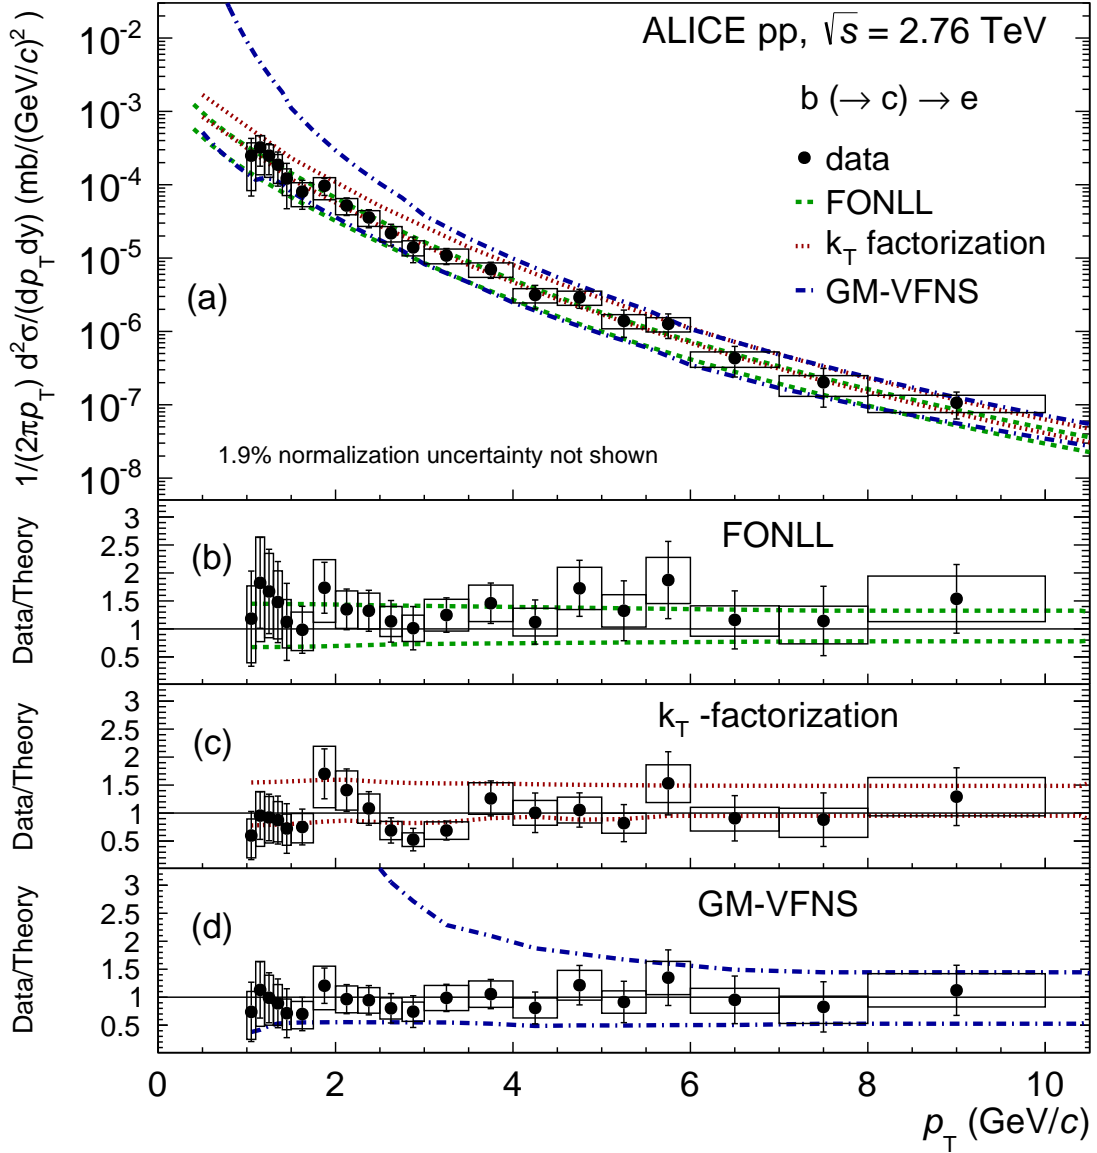 ALICE pp, √s = 2.76 TeV
b (→ c) → e
data
FONLL
k_T factorization
GM-VFNS
(a)
1.9% normalization uncertainty not shown
1/(2πp_T) d²σ/(dp_T dy) (mb/(GeV/c)²)
10⁻²
10⁻³
10⁻⁴
10⁻⁵
10⁻⁶
10⁻⁷
10⁻⁸
Data/Theory
3
2.5
2
1.5
1
0.5
(b)
FONLL
Data/Theory
3
2.5
2
1.5
1
0.5
(c)
k_T -factorization
Data/Theory
3
2.5
2
1.5
1
0.5
(d)
GM-VFNS
0 2 4 6 8 10
p_T (GeV/c)